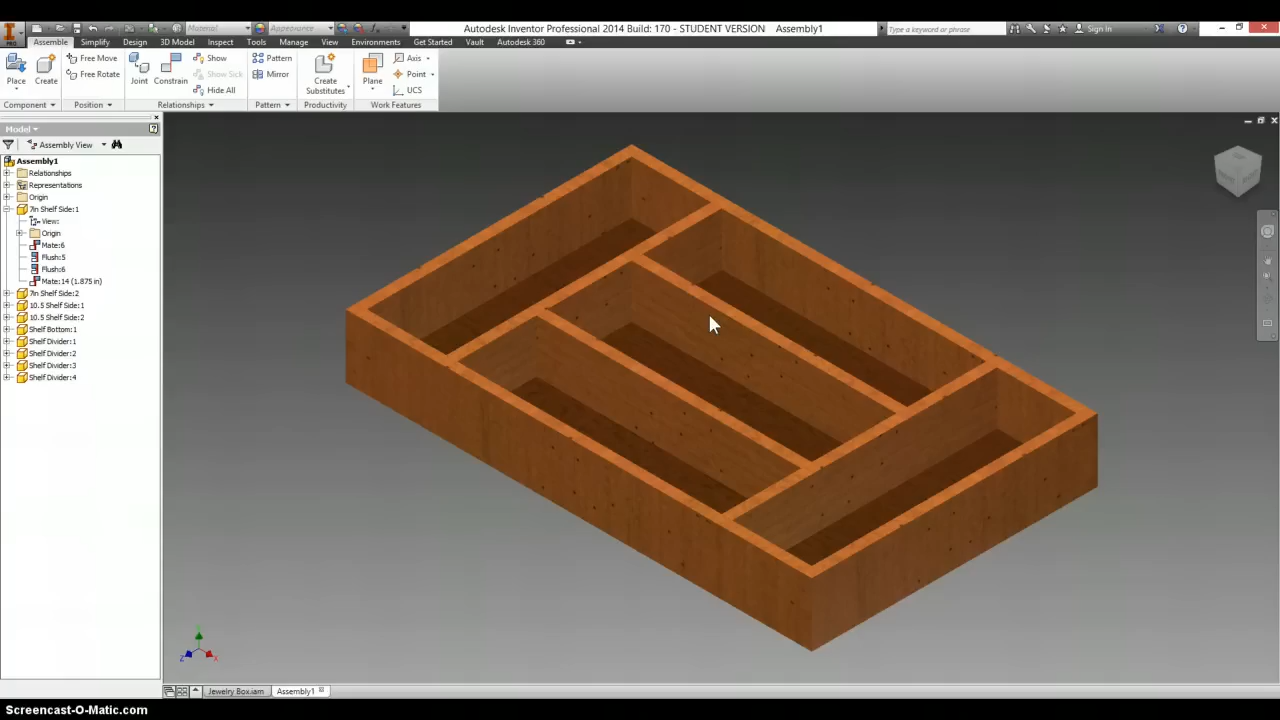 Material
Appearance
Autodesk Inventor Professional 2014 Build: 170 - STUDENT VERSION Assembly1
Type a keyword or phrase
Sign In
PRO
Assemble Simplify Design 3D Model Inspect Tools Manage View Environments Get Started Vault Autodesk 360
Place
Create
Free Move
Free Rotate
Joint
Constrain
Show
Show Sick
Hide All
Pattern
Mirror
Create
Substitutes
Plane
Axis
Point
UCS
Component Position Relationships Pattern Productivity Work Features
Model
Assembly View
Assembly1
Relationships
Representations
Origin
7in Shelf Side:1
View:
Origin
Mate:6
Flush:5
Flush:6
Mate:14 (1.875 in)
7in Shelf Side:2
10.5 Shelf Side:1
10.5 Shelf Side:2
Shelf Bottom:1
Shelf Divider:1
Shelf Divider:2
Shelf Divider:3
Shelf Divider:4
Y
Z
X
Jewelry Box.iam Assembly1
Screencast-O-Matic.com